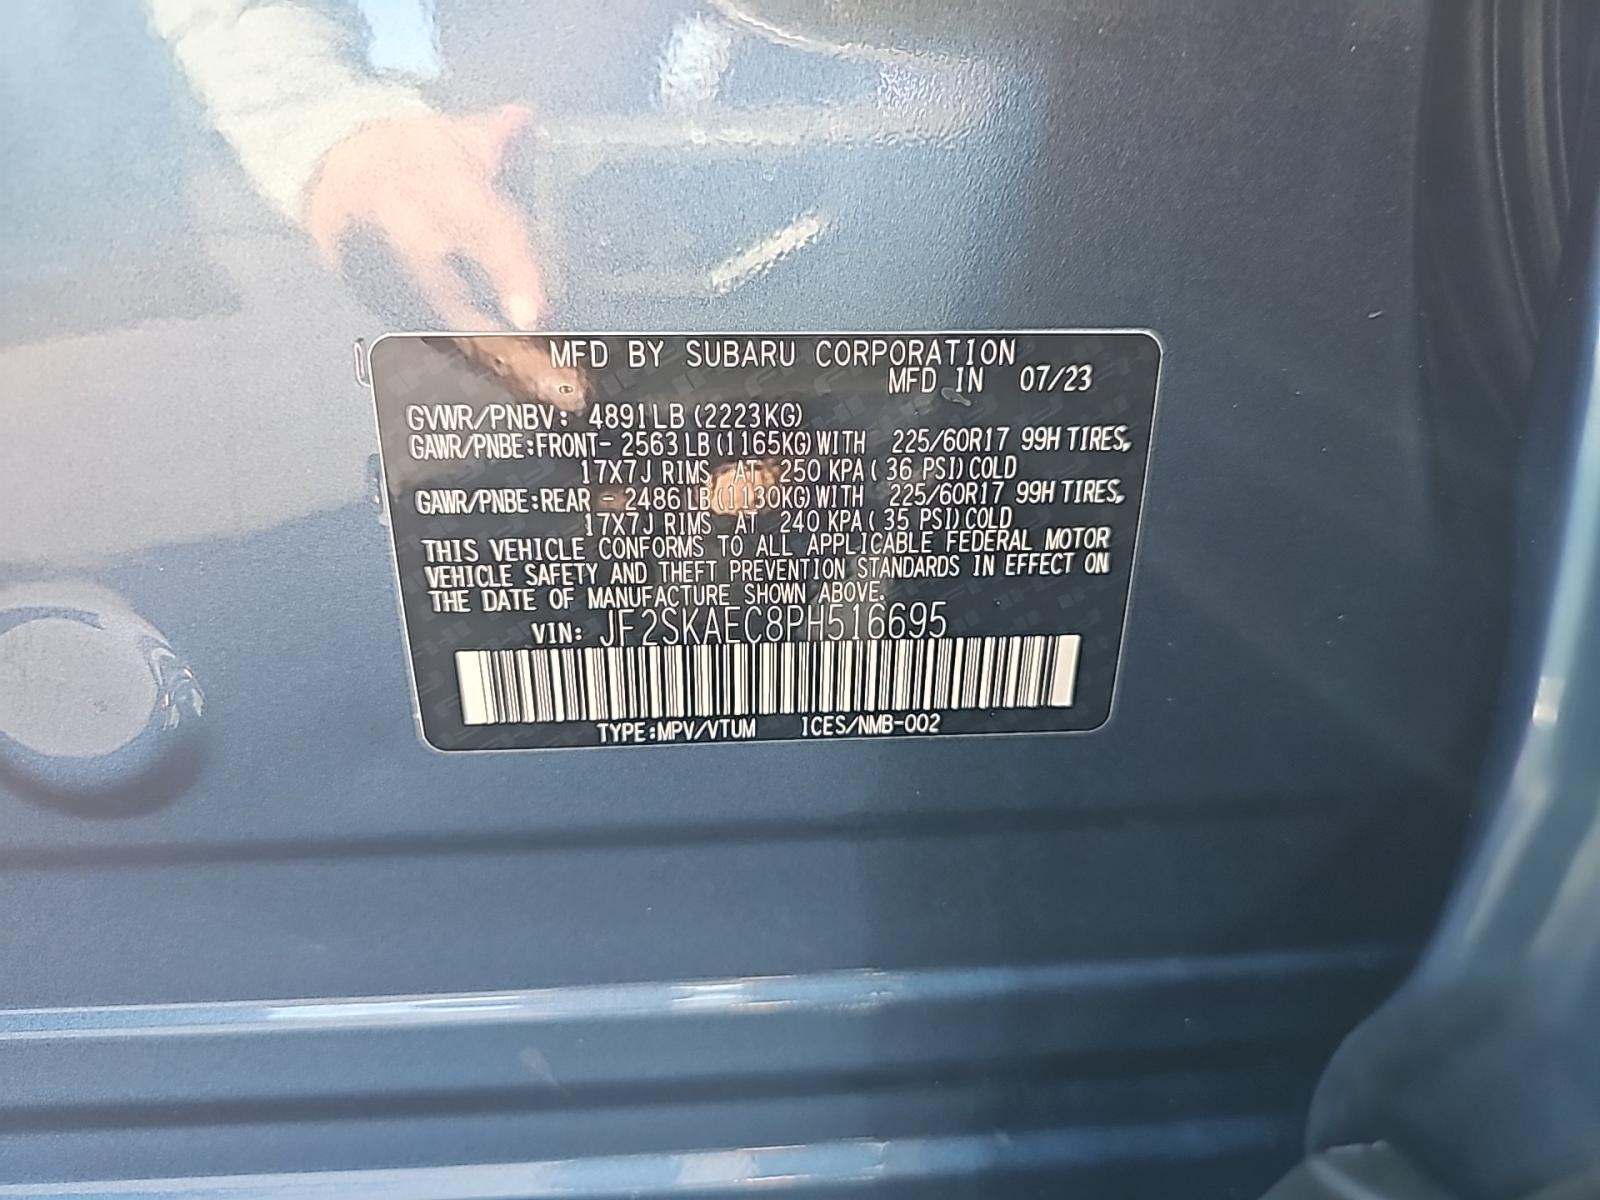 MFD BY SUBARU CORPORATION
MFD IN 07/23
GVWR/PNBV: 4891LB (2223KG)
GAWR/PNBE:FRONT- 2563LB(1165KG)WITH 225/60R17 99H TIRES,
17X7J RIMS AT 250 KPA( 36 PSI)COLD
GAWR/PNBE:REAR - 2486LB(1130KG)WITH 225/60R17 99H TIRES,
17X7J RIMS AT 240 KPA( 35 PSI)COLD
THIS VEHICLE CONFORMS TO ALL APPLICABLE FEDERAL MOTOR
VEHICLE SAFETY AND THEFT PREVENTION STANDARDS IN EFFECT ON
THE DATE OF MANUFACTURE SHOWN ABOVE.
VIN: JF2SKAEC8PH516695
TYPE:MPV/VTUM ICES/NMB-002